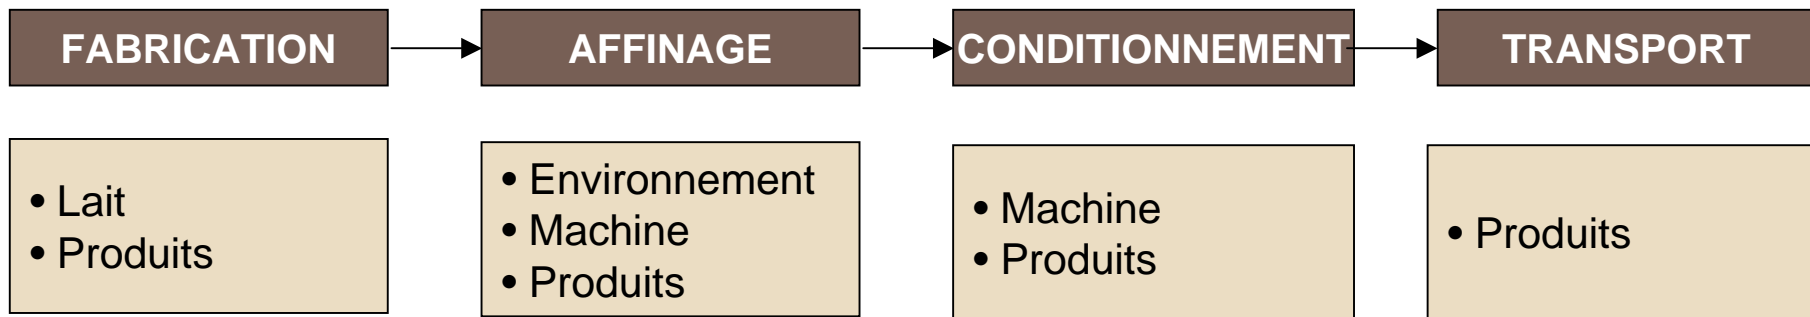 FABRICATION
AFFINAGE
CONDITIONNEMENT
TRANSPORT
• Lait
• Produits
• Environnement
• Machine
• Produits
• Machine
• Produits
• Produits